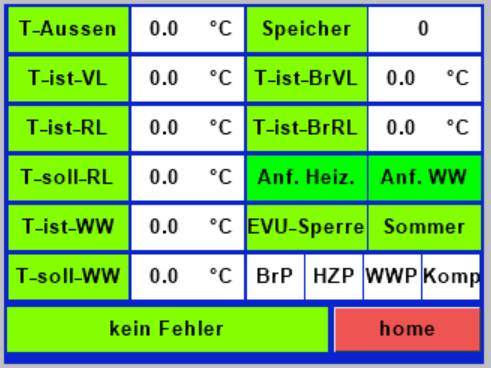 T-Aussen 0.0 °C Speicher 0
T-ist-VL 0.0 °C T-ist-BrVL 0.0 °C
T-ist-RL 0.0 °C T-ist-BrRL 0.0 °C
T-soll-RL 0.0 °C Anf. Heiz. Anf. WW
T-ist-WW 0.0 °C EVU-Sperre Sommer
T-soll-WW 0.0 °C BrP HZP WWP Komp
kein Fehler home